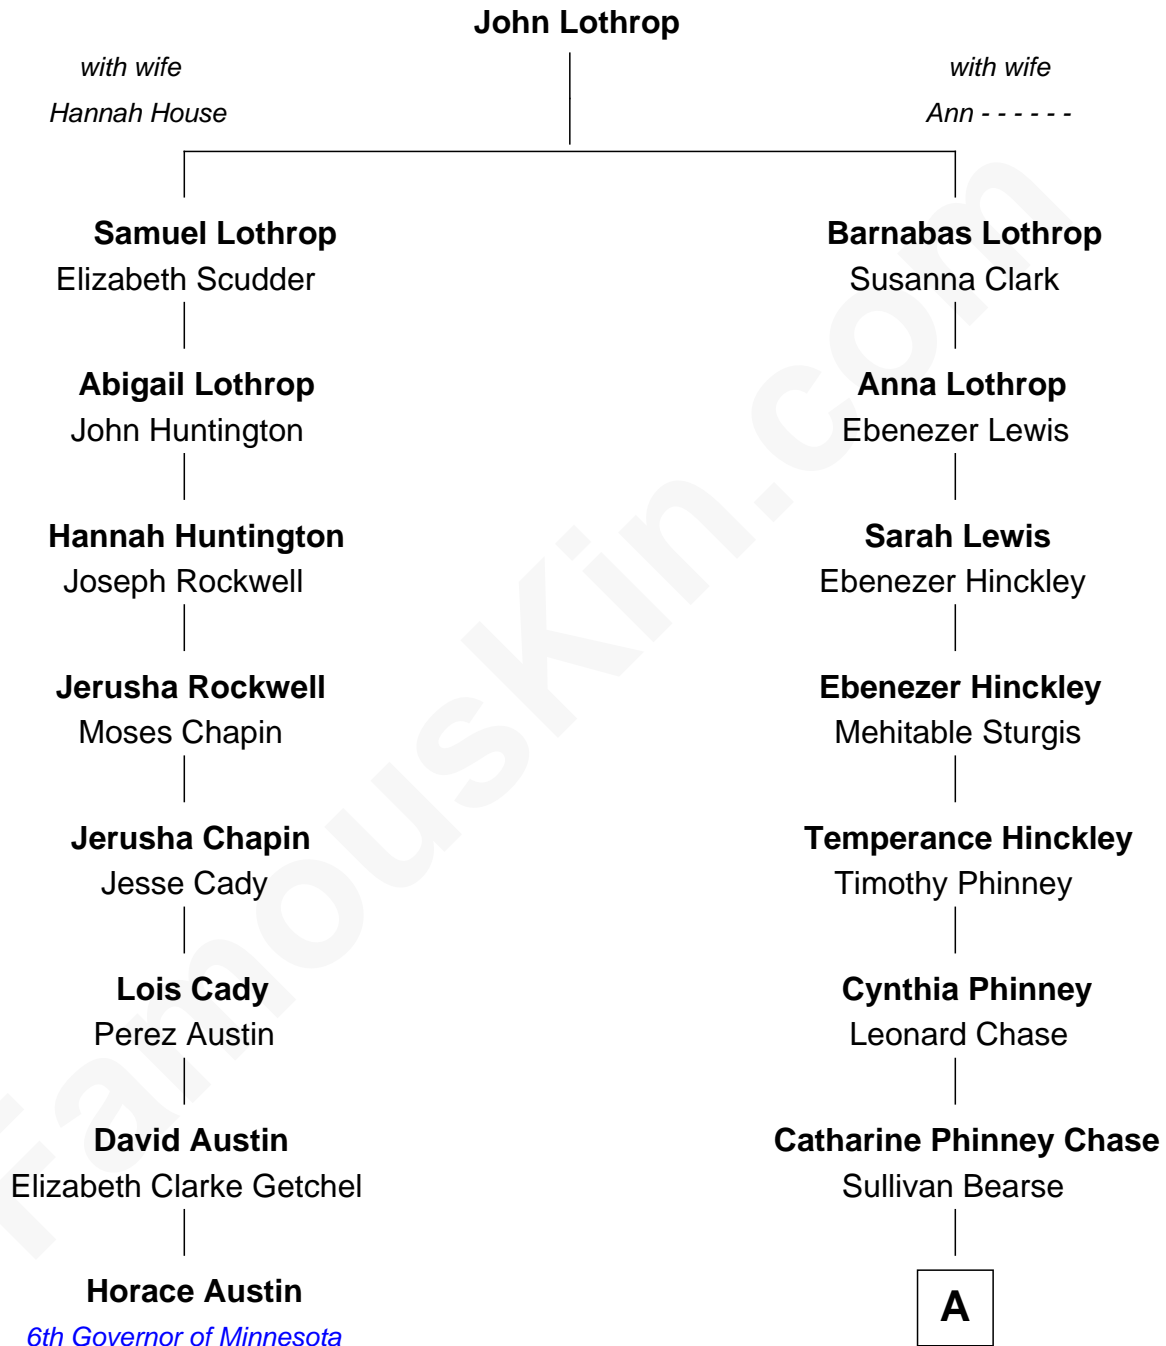 John Lothrop
with wife
Hannah House
with wife
Ann - - - - - -
Samuel Lothrop
Elizabeth Scudder
Barnabas Lothrop
Susanna Clark
Abigail Lothrop
John Huntington
Anna Lothrop
Ebenezer Lewis
Hannah Huntington
Joseph Rockwell
Sarah Lewis
Ebenezer Hinckley
Jerusha Rockwell
Moses Chapin
Ebenezer Hinckley
Mehitable Sturgis
Jerusha Chapin
Jesse Cady
Temperance Hinckley
Timothy Phinney
Lois Cady
Perez Austin
Cynthia Phinney
Leonard Chase
David Austin
Elizabeth Clarke Getchel
Catharine Phinney Chase
Sullivan Bearse
Horace Austin
6th Governor of Minnesota
A
FamousKin.com